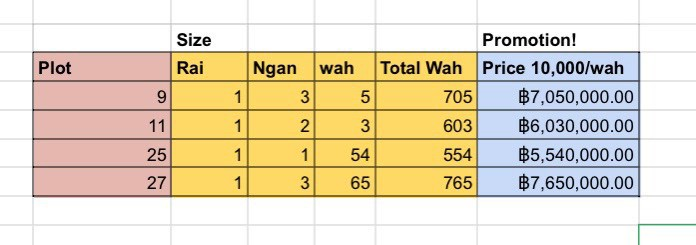 Size Promotion!
Plot Rai Ngan wah Total Wah Price 10,000/wah
9 1 3 5 705 ฿7,050,000.00
11 1 2 3 603 ฿6,030,000.00
25 1 1 54 554 ฿5,540,000.00
27 1 3 65 765 ฿7,650,000.00